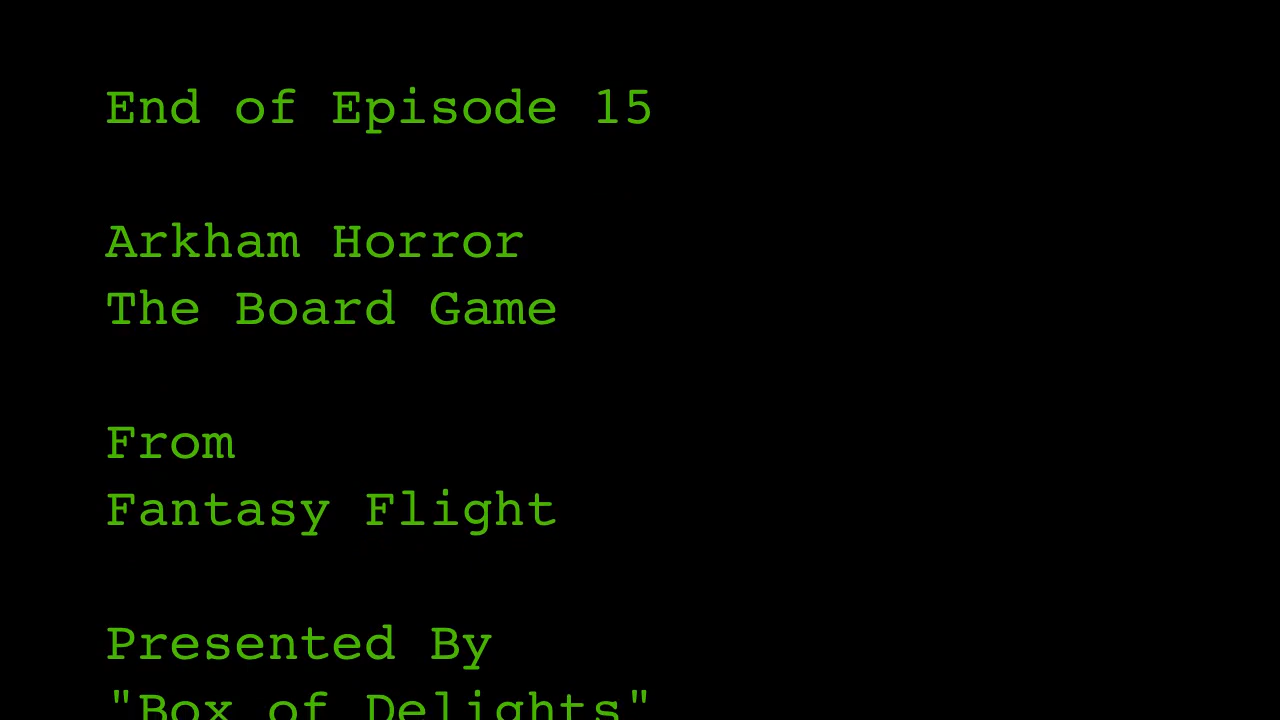 End of Episode 15
Arkham Horror
The Board Game
From
Fantasy Flight
Presented By
"Box of Delights"